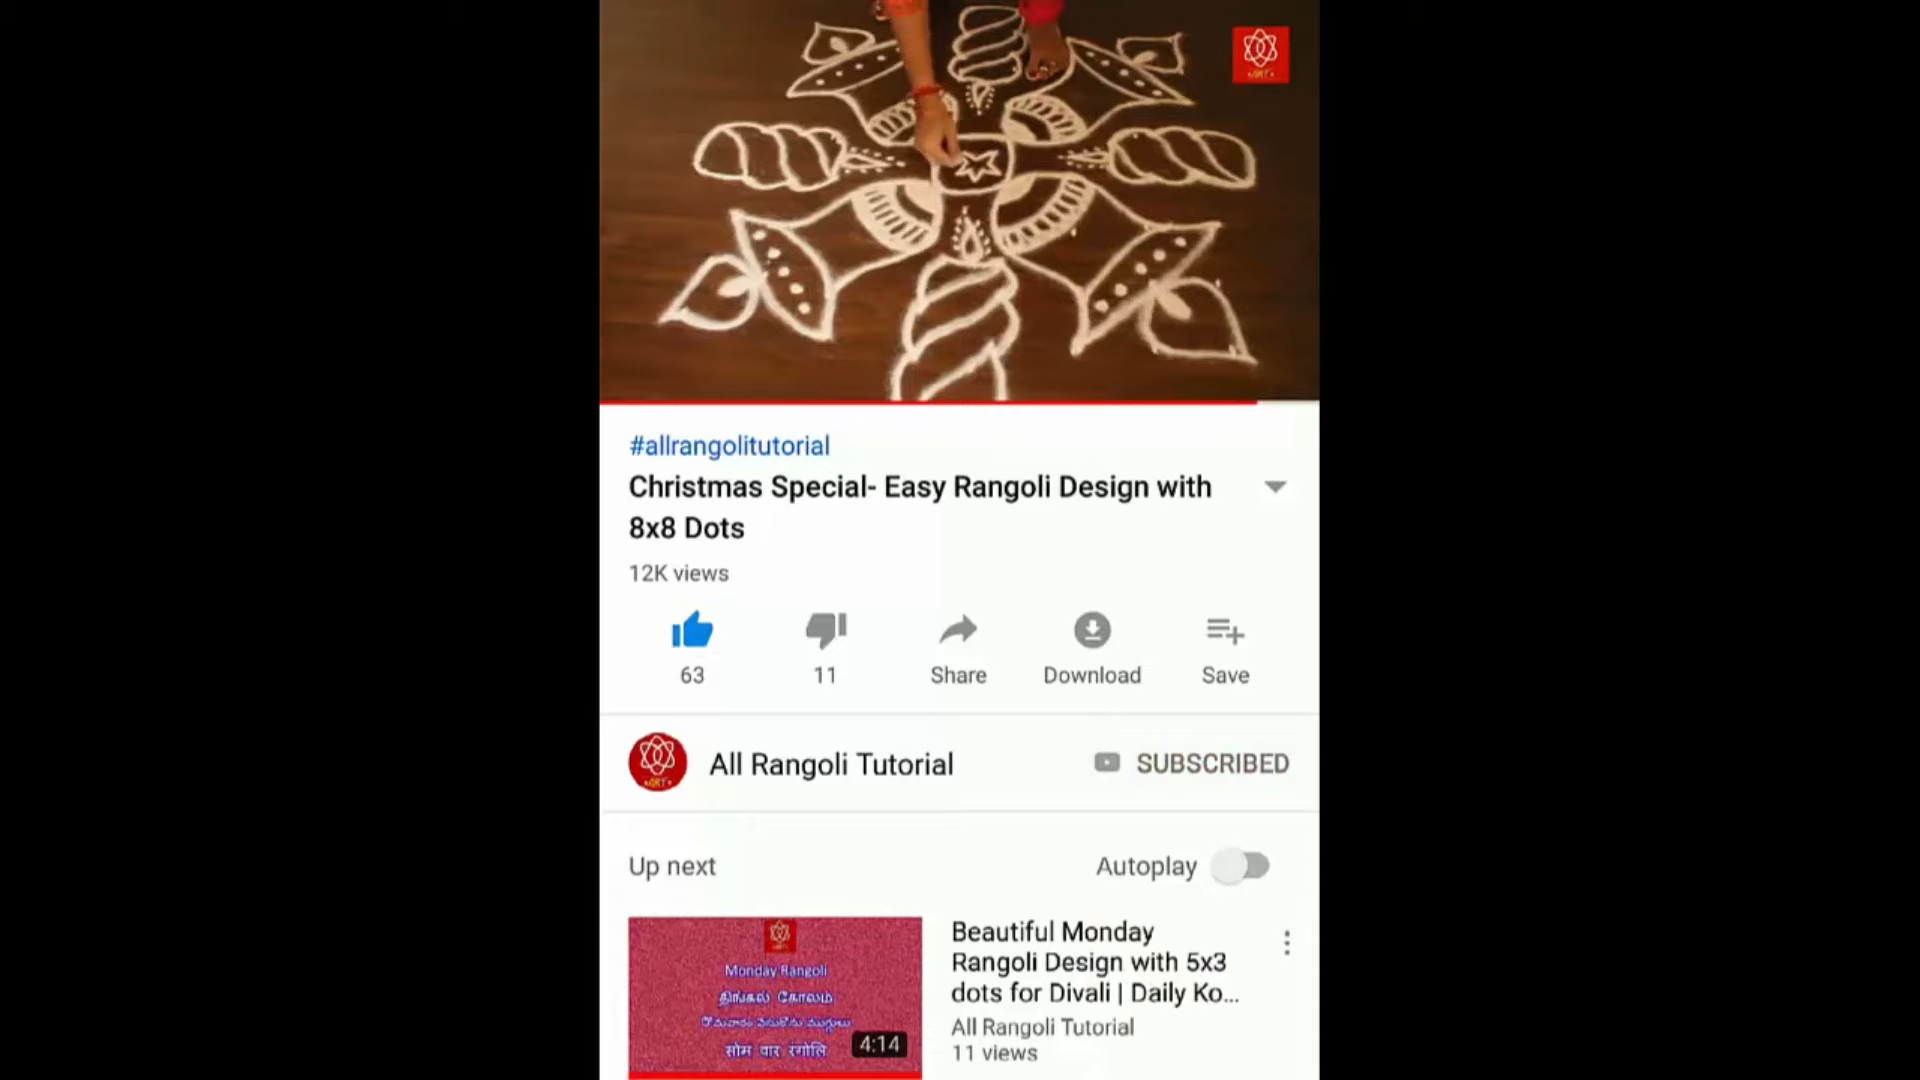 #allrangolitutorial
Christmas Special- Easy Rangoli Design with
8x8 Dots
12K views
63
11
Share
Download
Save
All Rangoli Tutorial
SUBSCRIBED
Up next
Autoplay
Monday Rangoli
திங்கல் கோலம்
सोम वार रंगोलि
4:14
Beautiful Monday
Rangoli Design with 5x3
dots for Divali | Daily Ko...
All Rangoli Tutorial
11 views